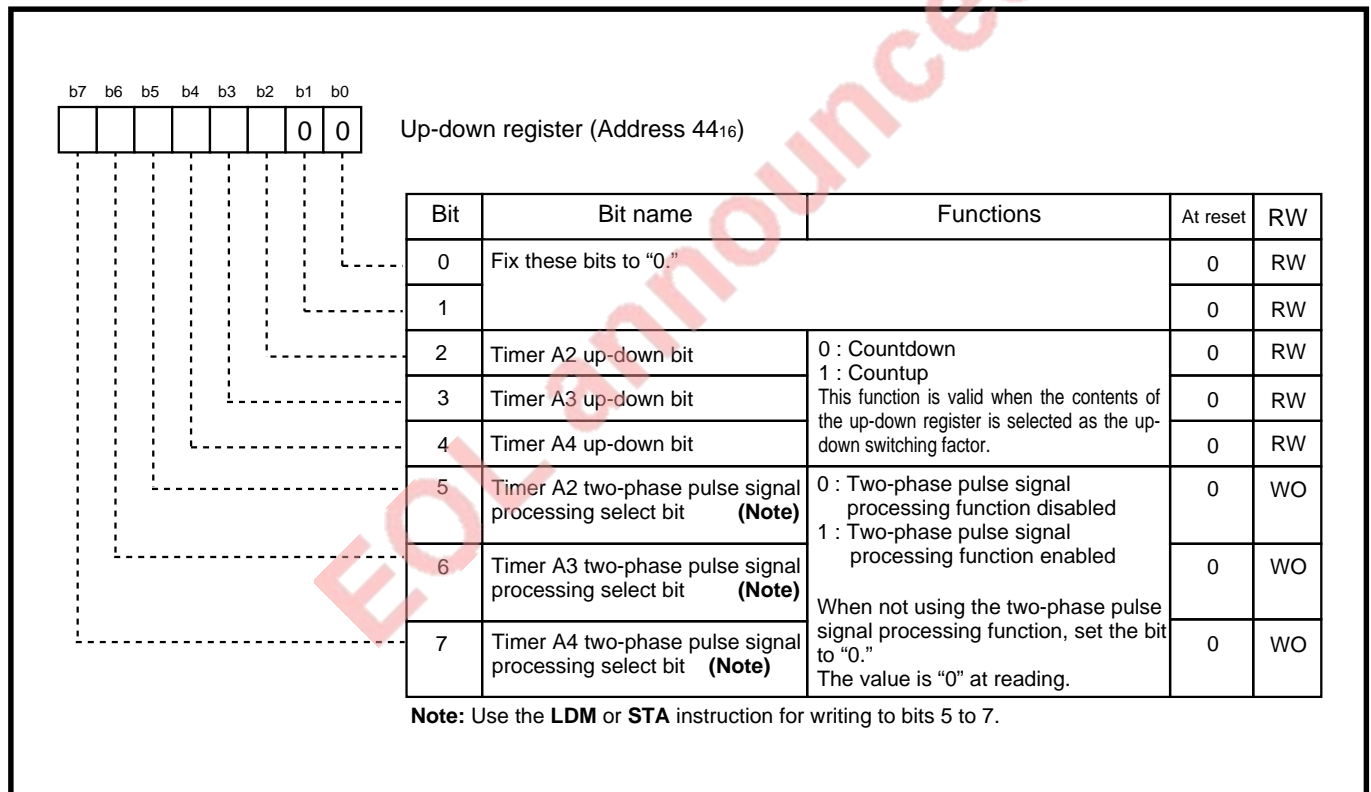 b7 b6 b5 b4 b3 b2 b1 b0
0 0
Up-down register (Address 44₁₆)
Bit Bit name Functions At reset RW
0 Fix these bits to “0.” 0 RW
1 0 RW
2 Timer A2 up-down bit 0 RW
3 Timer A3 up-down bit 0 RW
4 Timer A4 up-down bit 0 RW
0 : Countdown
1 : Countup
This function is valid when the contents of
the up-down register is selected as the up-
down switching factor.
5 Timer A2 two-phase pulse signal 0 WO
processing select bit (Note)
6 Timer A3 two-phase pulse signal 0 WO
processing select bit (Note)
7 Timer A4 two-phase pulse signal 0 WO
processing select bit (Note)
0 : Two-phase pulse signal
processing function disabled
1 : Two-phase pulse signal
processing function enabled
When not using the two-phase pulse
signal processing function, set the bit
to “0.”
The value is “0” at reading.
Note: Use the LDM or STA instruction for writing to bits 5 to 7.
EOL announce